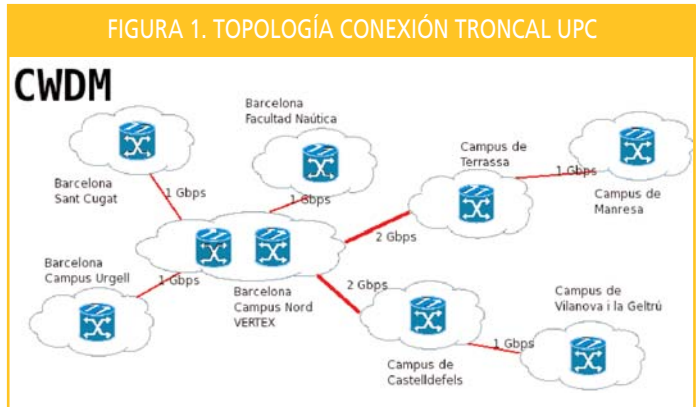 FIGURA 1. TOPOLOGÍA CONEXIÓN TRONCAL UPC
CWDM
Barcelona
Facultad Naútica
Campus de
Terrassa
1 Gbps
Campus de
Manresa
Barcelona
Sant Cugat
1 Gbps
1 Gbps
2 Gbps
Barcelona
Campus Urgell
1 Gbps
Barcelona
Campus Nord
VERTEX
2 Gbps
Campus de
Vilanova i la Geltrú
1 Gbps
Campus de
Castelldefels